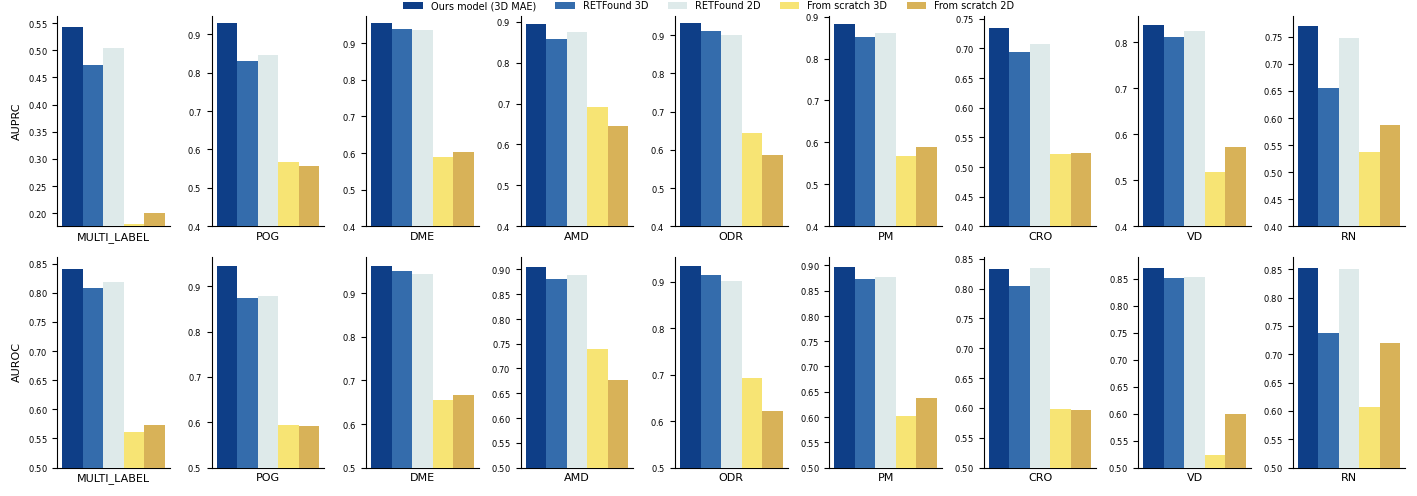 Ours model (3D MAE) RETFound 3D RETFound 2D From scratch 3D From scratch 2D
AUPRC
0.55 0.50 0.45 0.40 0.35 0.30 0.25 0.20
MULTI_LABEL
0.9 0.8 0.7 0.6 0.5 0.4
POG
0.9 0.8 0.7 0.6 0.5 0.4
DME
0.9 0.8 0.7 0.6 0.5 0.4
AMD
0.9 0.8 0.7 0.6 0.5 0.4
ODR
0.9 0.8 0.7 0.6 0.5 0.4
PM
0.75 0.70 0.65 0.60 0.55 0.50 0.45 0.40
CRO
0.8 0.7 0.6 0.5 0.4
VD
0.75 0.70 0.65 0.60 0.55 0.50 0.45 0.40
RN
AUROC
0.85 0.80 0.75 0.70 0.65 0.60 0.55 0.50
MULTI_LABEL
0.9 0.8 0.7 0.6 0.5
POG
0.9 0.8 0.7 0.6 0.5
DME
0.90 0.85 0.80 0.75 0.70 0.65 0.60 0.55 0.50
AMD
0.9 0.8 0.7 0.6 0.5
ODR
0.90 0.85 0.80 0.75 0.70 0.65 0.60 0.55 0.50
PM
0.85 0.80 0.75 0.70 0.65 0.60 0.55 0.50
CRO
0.85 0.80 0.75 0.70 0.65 0.60 0.55 0.50
VD
0.85 0.80 0.75 0.70 0.65 0.60 0.55 0.50
RN